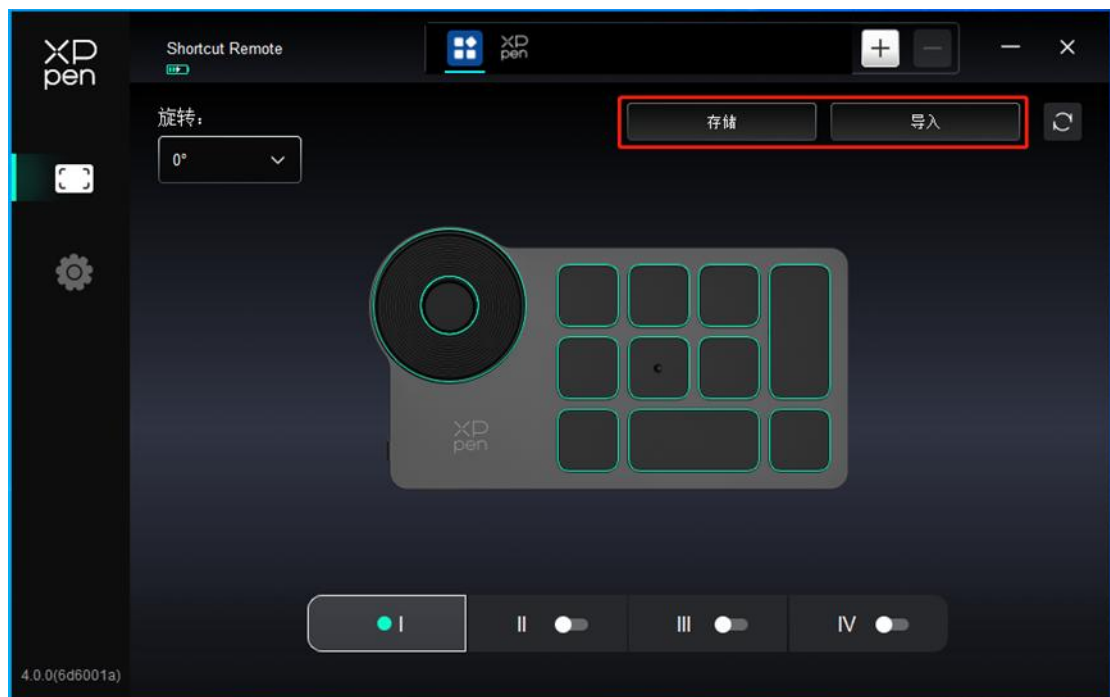 XP
pen
Shortcut Remote
XP
pen
旋转：
存储
导入
0°
XP
pen
I
II
III
IV
4.0.0(6d6001a)